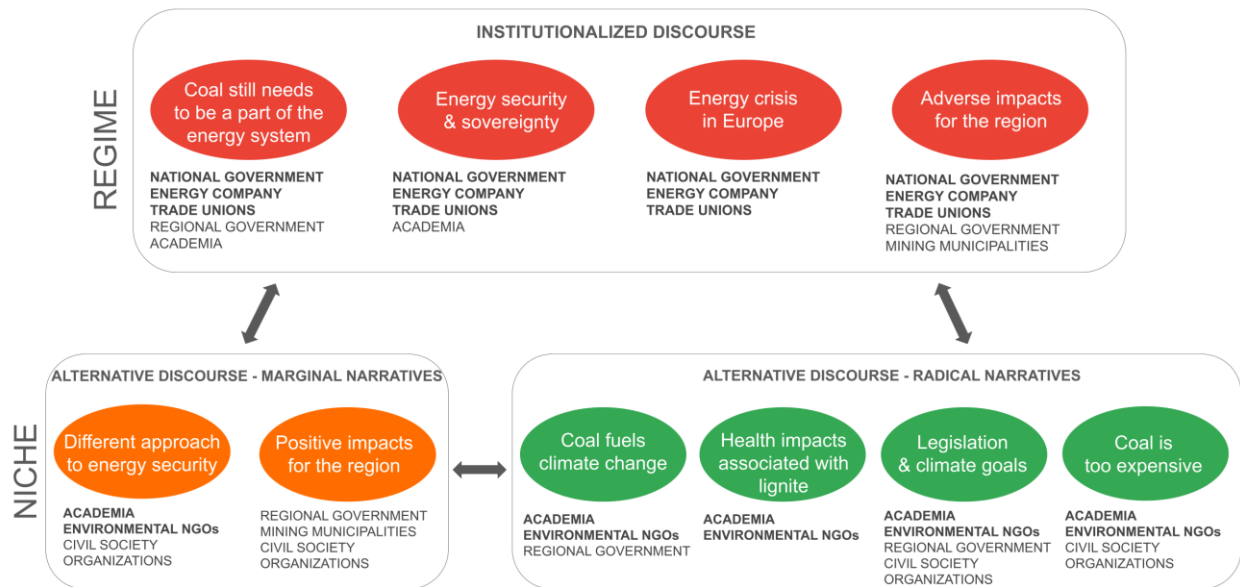 REGIME
INSTITUTIONALIZED DISCOURSE
Coal still needs
to be a part of the
energy system
NATIONAL GOVERNMENT
ENERGY COMPANY
TRADE UNIONS
REGIONAL GOVERNMENT
ACADEMIA
Energy security
& sovereignty
NATIONAL GOVERNMENT
ENERGY COMPANY
TRADE UNIONS
ACADEMIA
Energy crisis
in Europe
NATIONAL GOVERNMENT
ENERGY COMPANY
TRADE UNIONS
Adverse impacts
for the region
NATIONAL GOVERNMENT
ENERGY COMPANY
TRADE UNIONS
REGIONAL GOVERNMENT
MINING MUNICIPALITIES
NICHE
ALTERNATIVE DISCOURSE - MARGINAL NARRATIVES
Different approach
to energy security
ACADEMIA
ENVIRONMENTAL NGOs
CIVIL SOCIETY
ORGANIZATIONS
Positive impacts
for the region
REGIONAL GOVERNMENT
MINING MUNICIPALITIES
CIVIL SOCIETY
ORGANIZATIONS
ALTERNATIVE DISCOURSE - RADICAL NARRATIVES
Coal fuels
climate change
ACADEMIA
ENVIRONMENTAL NGOs
REGIONAL GOVERNMENT
Health impacts
associated with
lignite
ACADEMIA
ENVIRONMENTAL NGOs
Legislation
& climate goals
ACADEMIA
ENVIRONMENTAL NGOs
REGIONAL GOVERNMENT
CIVIL SOCIETY
ORGANIZATIONS
Coal is
too expensive
ACADEMIA
ENVIRONMENTAL NGOs
CIVIL SOCIETY
ORGANIZATIONS